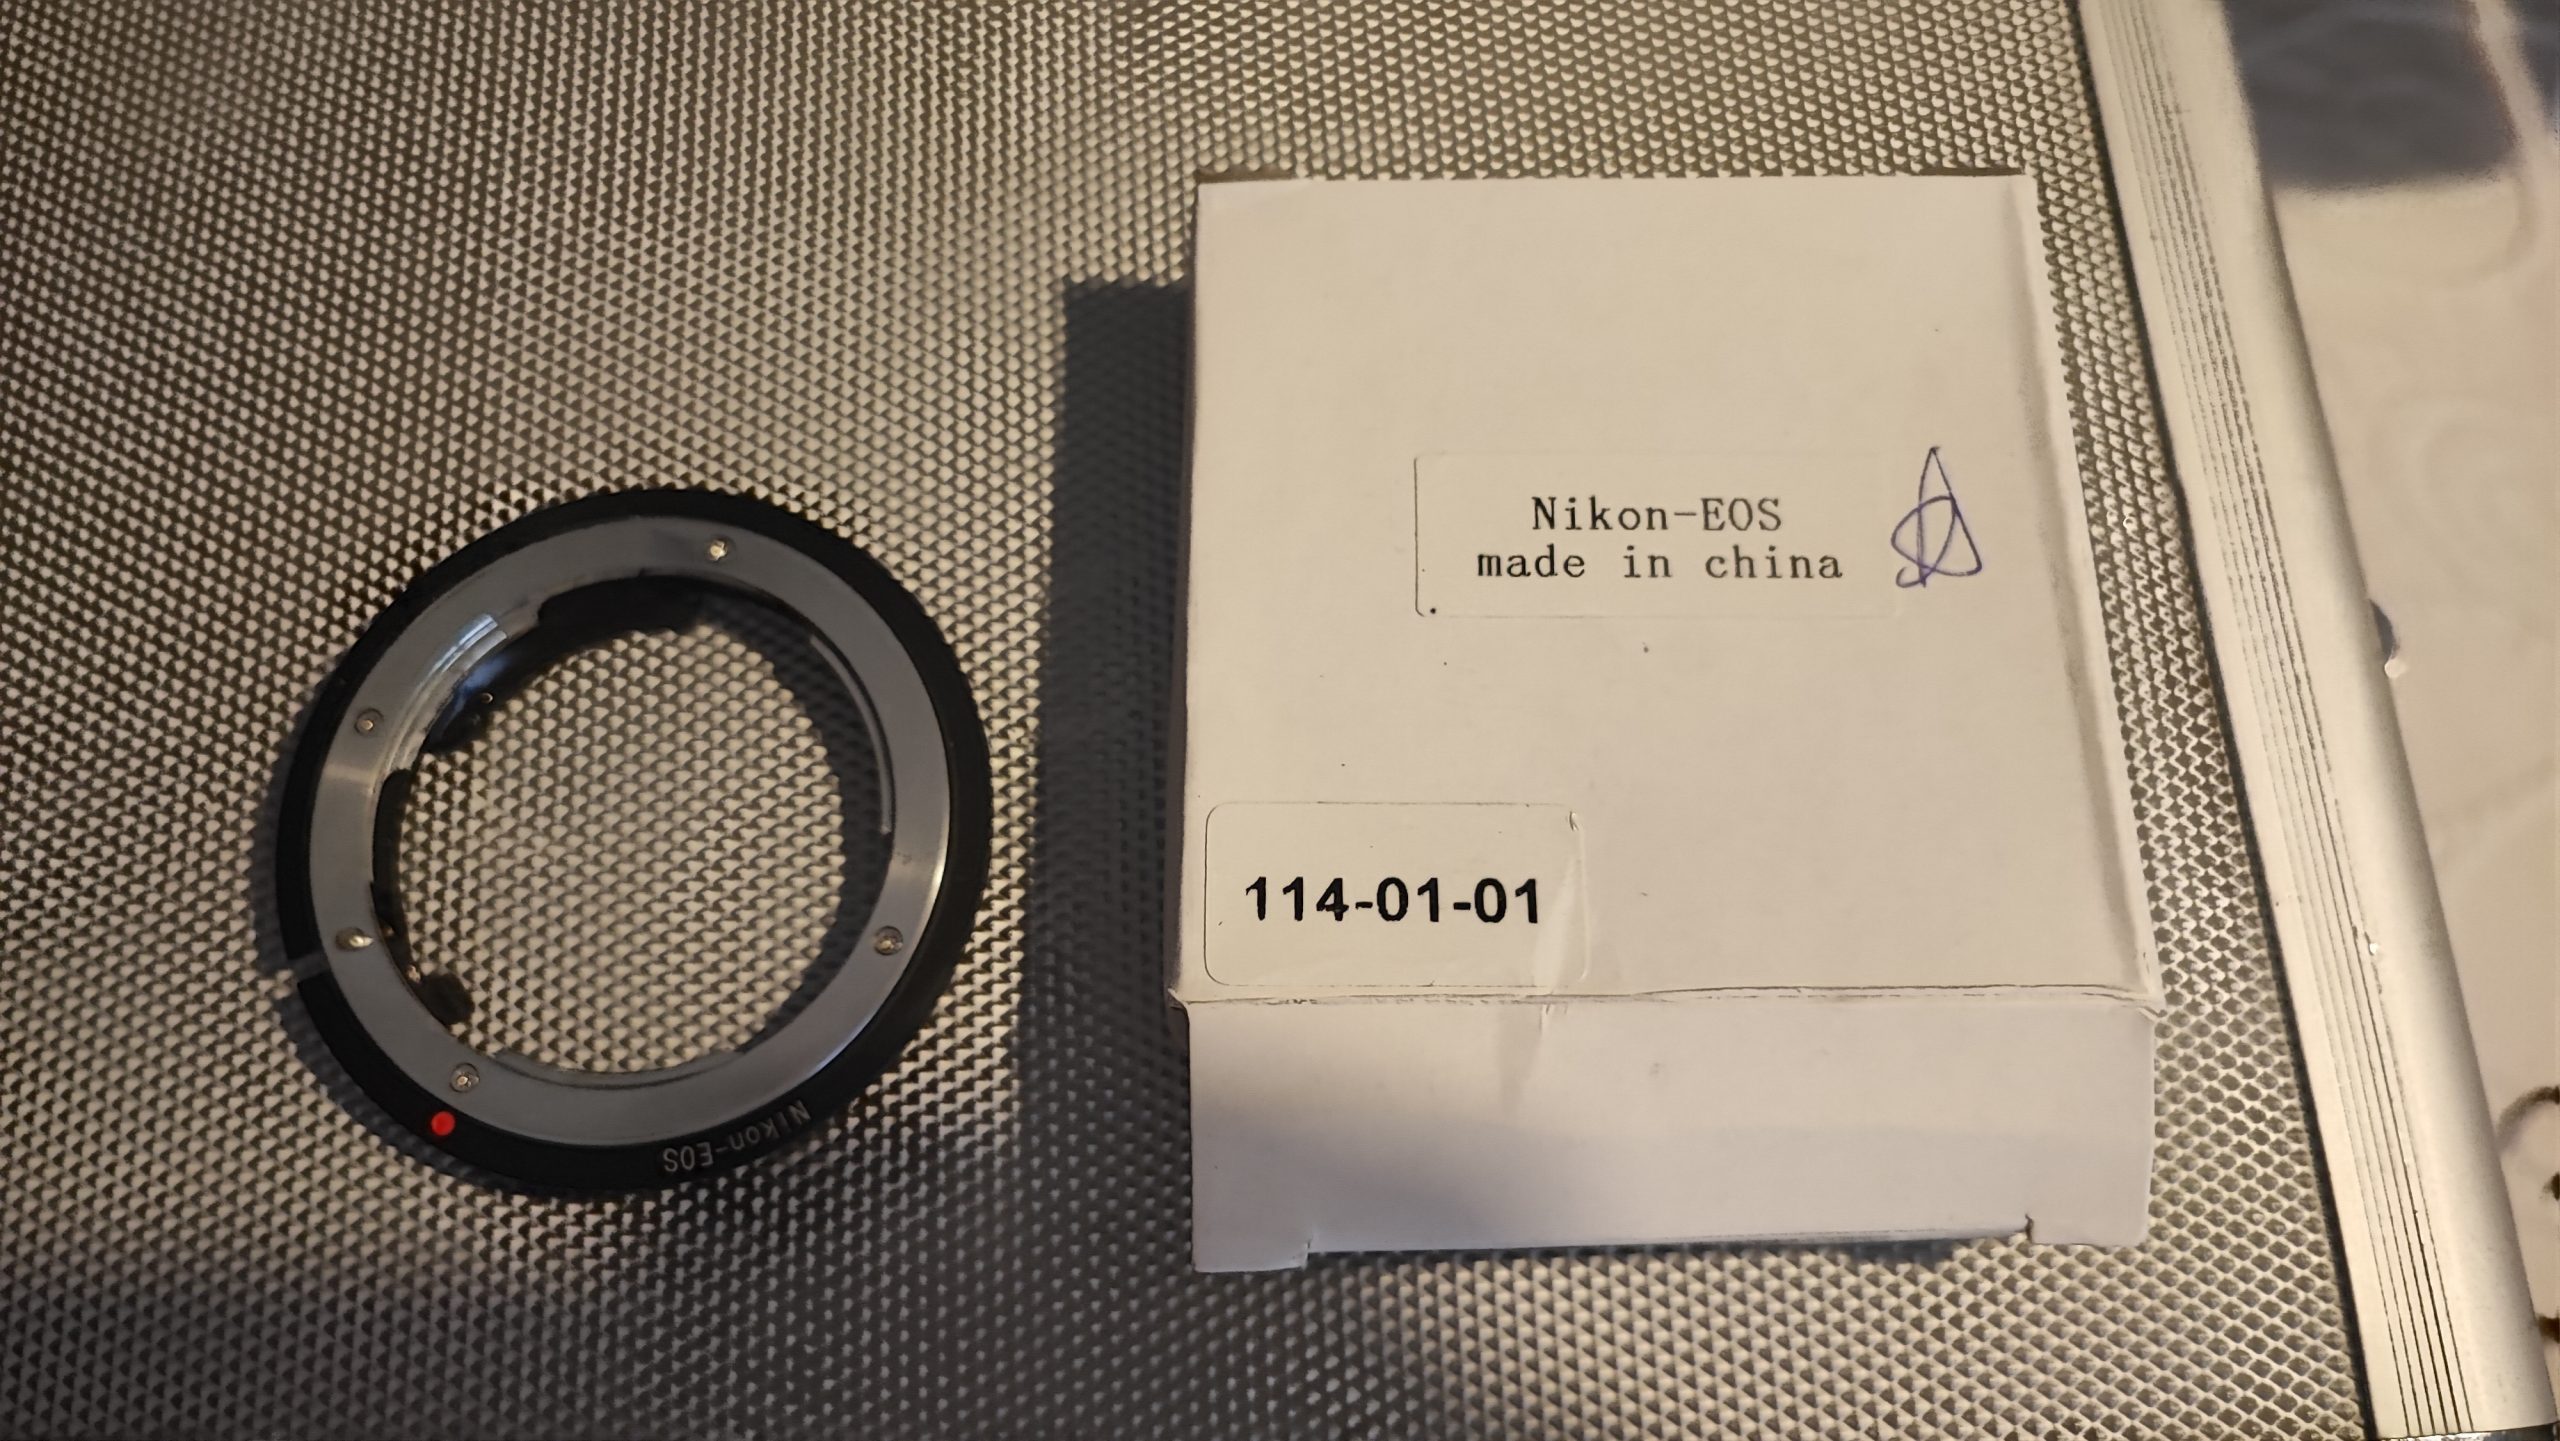 Nikon-EOS
made in china
114-01-01
Nikon-EOS